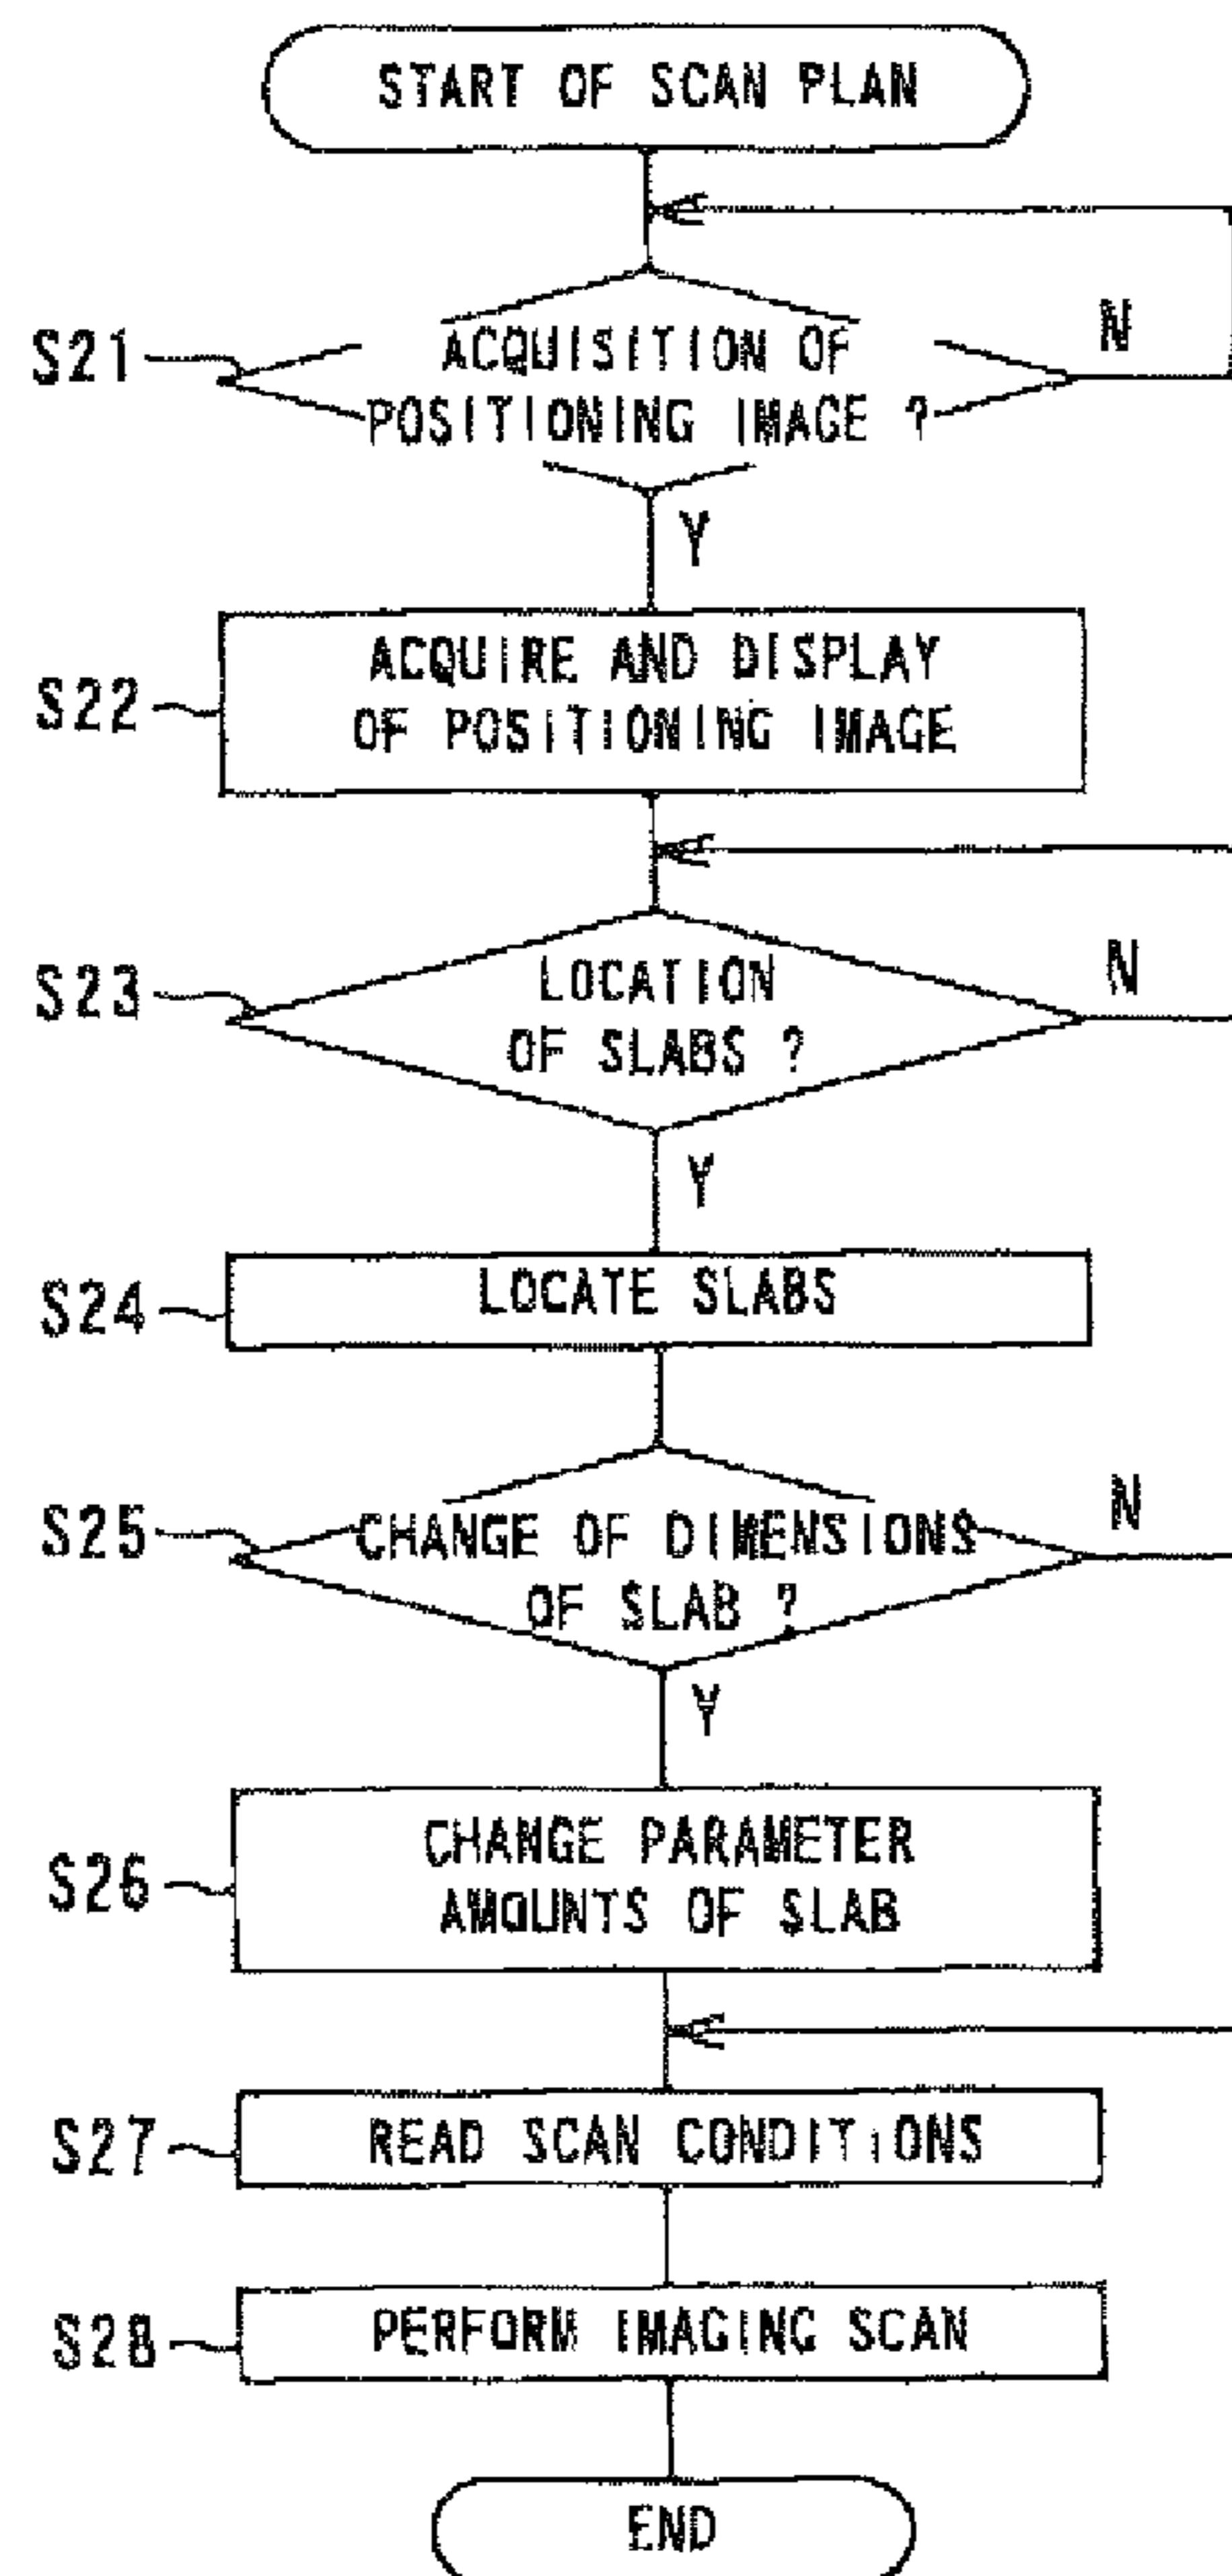 START OF SCAN PLAN
S21
ACQUISITION OF
POSITIONING IMAGE ?
N
Y
S22
ACQUIRE AND DISPLAY
OF POSITIONING IMAGE
S23
LOCATION
OF SLABS ?
N
Y
S24
LOCATE SLABS
S25
CHANGE OF DIMENSIONS
OF SLAB ?
N
Y
S26
CHANGE PARAMETER
AMOUNTS OF SLAB
S27
READ SCAN CONDITIONS
S28
PERFORM IMAGING SCAN
END